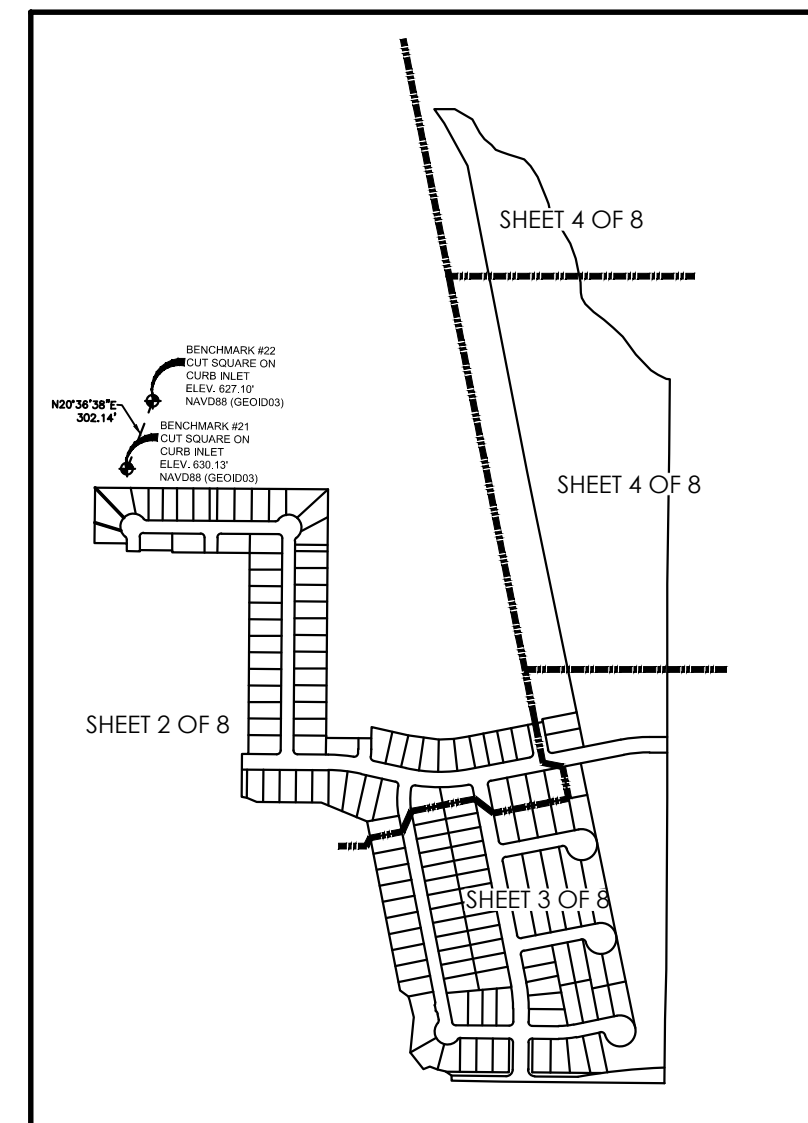 SHEET 4 OF 8
BENCHMARK #22
CUT SQUARE ON
CURB INLET
ELEV. 627.10'
NAVD88 (GEOID03)
N20°36'38"E
302.14'
BENCHMARK #21
CUT SQUARE ON
CURB INLET
ELEV. 630.13'
NAVD88 (GEOID03)
SHEET 4 OF 8
SHEET 2 OF 8
SHEET 3 OF 8